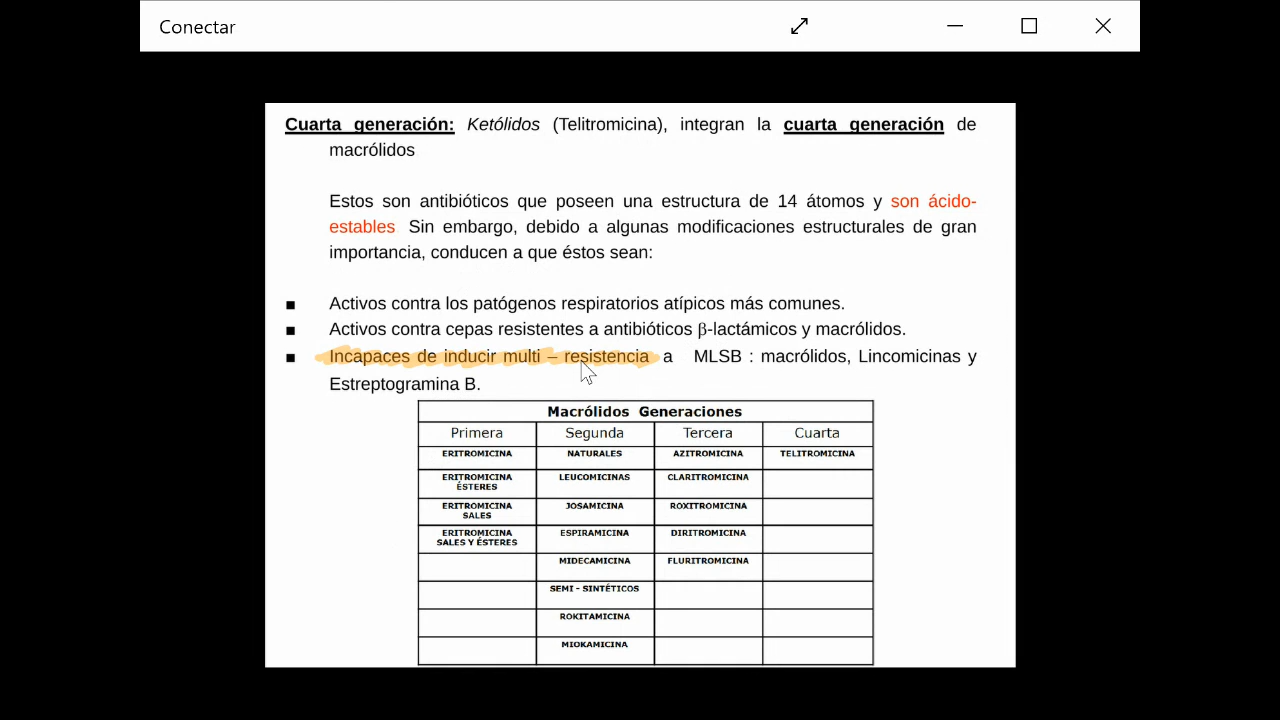 Conectar
Cuarta generación: Ketólidos (Telitromicina), integran la cuarta generación de
macrólidos
Estos son antibióticos que poseen una estructura de 14 átomos y son ácido-
estables Sin embargo, debido a algunas modificaciones estructurales de gran
importancia, conducen a que éstos sean:
■ Activos contra los patógenos respiratorios atípicos más comunes.
■ Activos contra cepas resistentes a antibióticos β-lactámicos y macrólidos.
■ Incapaces de inducir multi – resistencia a MLSB : macrólidos, Lincomicinas y
Estreptogramina B.
Macrólidos Generaciones
Primera Segunda Tercera Cuarta
ERITROMICINA NATURALES AZITROMICINA TELITROMICINA
ERITROMICINA ÉSTERES LEUCOMICINAS CLARITROMICINA
ERITROMICINA SALES JOSAMICINA ROXITROMICINA
ERITROMICINA SALES Y ÉSTERES ESPIRAMICINA DIRITROMICINA
MIDECAMICINA FLURITROMICINA
SEMI - SINTÉTICOS
ROKITAMICINA
MIOKAMICINA